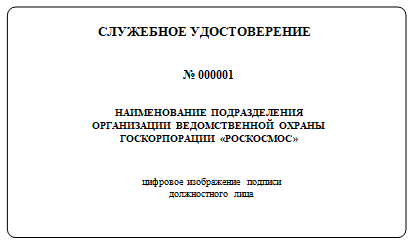 СЛУЖЕБНОЕ УДОСТОВЕРЕНИЕ
№ 000001
НАИМЕНОВАНИЕ ПОДРАЗДЕЛЕНИЯ
ОРГАНИЗАЦИИ ВЕДОМСТВЕННОЙ ОХРАНЫ
ГОСКОРПОРАЦИИ «РОСКОСМОС»
цифровое изображение подписи
должностного лица